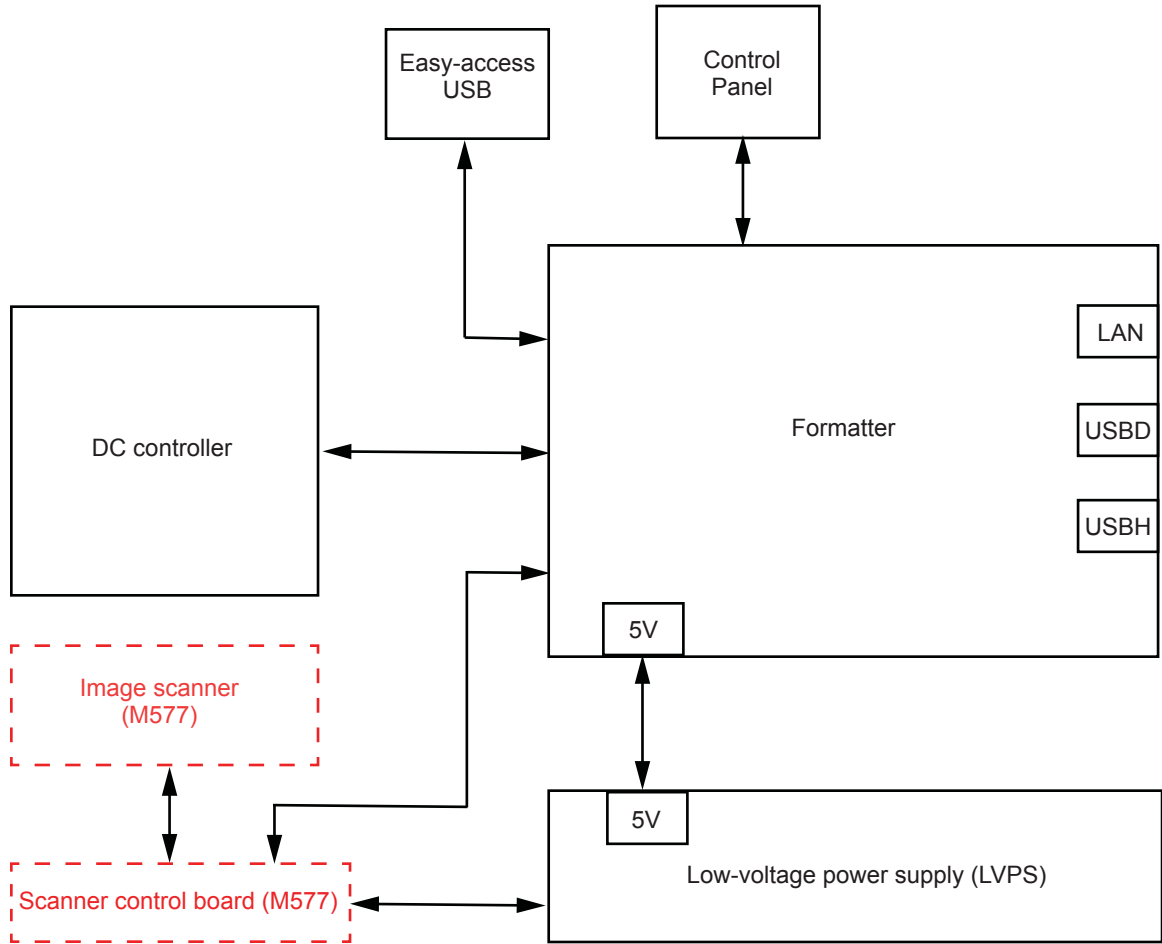 Easy-access
USB
Control
Panel
LAN
DC controller
Formatter
USBD
USBH
5V
Image scanner
(M577)
5V
Low-voltage power supply (LVPS)
Scanner control board (M577)